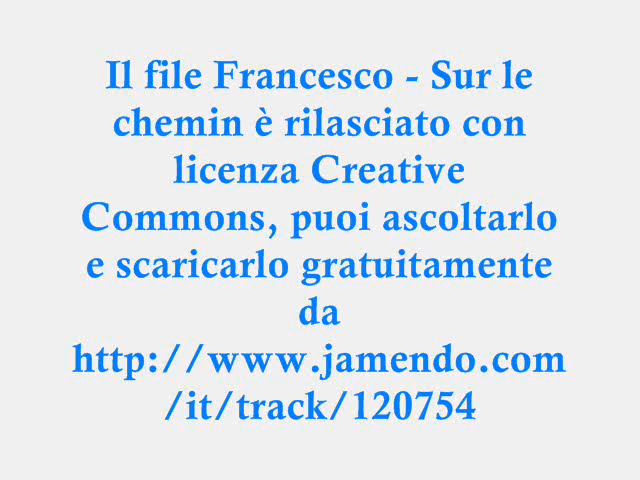 Il file Francesco - Sur le
chemin è rilasciato con
licenza Creative
Commons, puoi ascoltarlo
e scaricarlo gratuitamente
da
http://www.jamendo.com
/it/track/120754